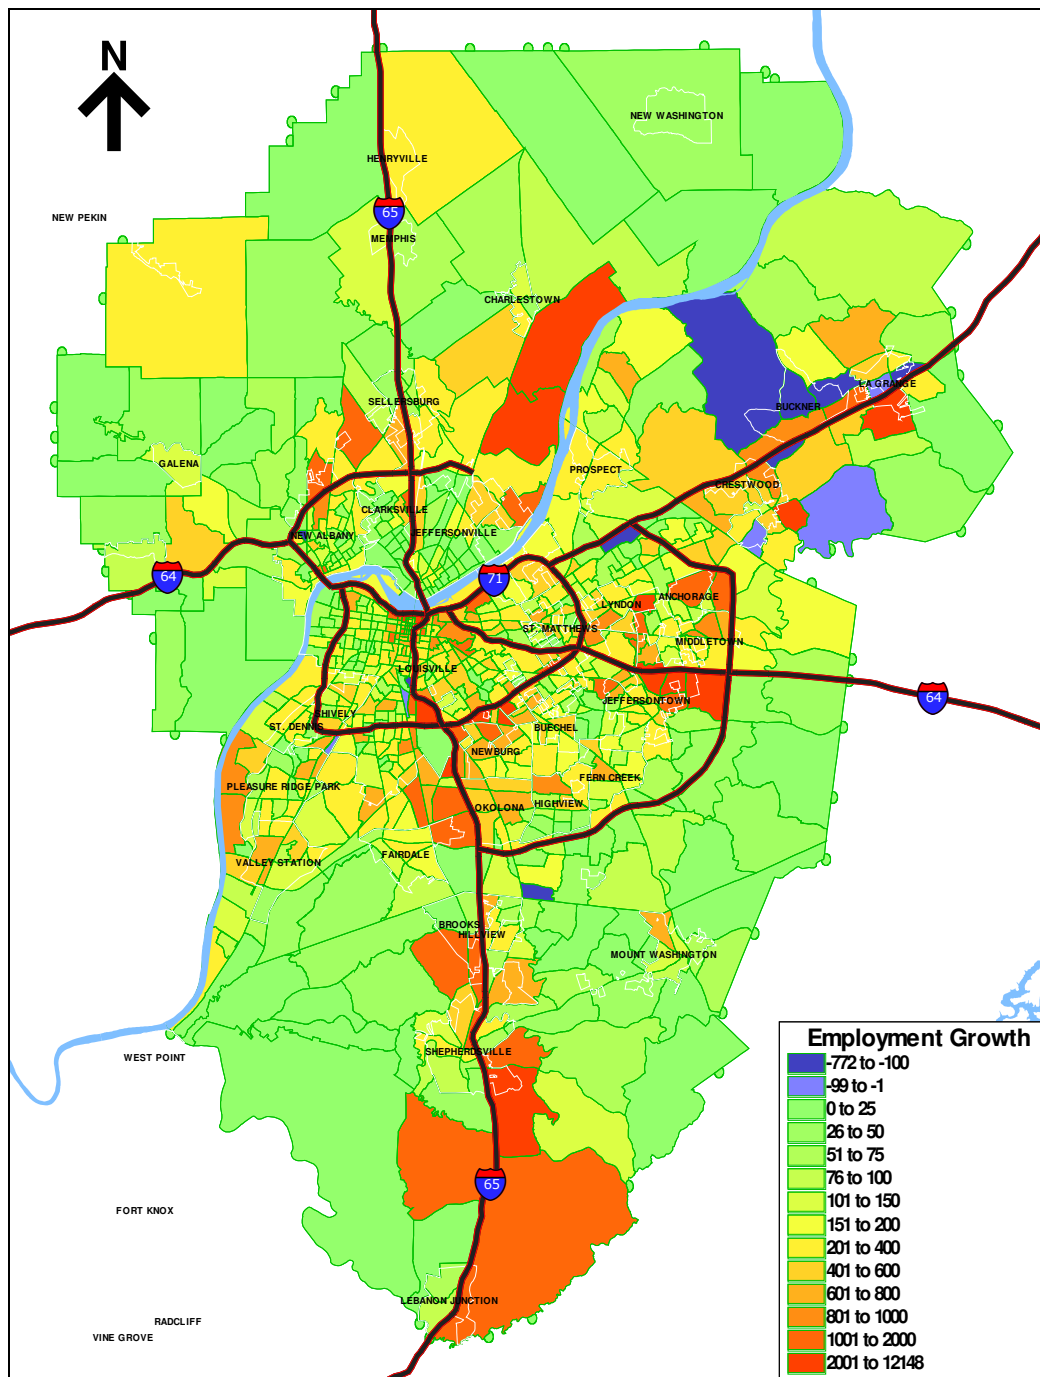 N
NEW WASHINGTON
HENRYVILLE
NEW PEKIN
65
MEMPHIS
CHARLESTOWN
LA GRANGE
SELLERSBURG
BUCKNER
GALENA
PROSPECT
CRESTWOOD
CLARKSVILLE
NEW ALBANY
JEFFERSONVILLE
64
71
ANCHORAGE
LYNDON
ST. MATTHEWS
MIDDLETOWN
LOUISVILLE
64
JEFFERSONTOWN
SHIVELY
ST. DENNIS
BUECHEL
NEWBURG
FERN CREEK
PLEASURE RIDGE PARK
OKOLONA
HIGHVIEW
FAIRDALE
VALLEY STATION
BROOKS
HILLVIEW
MOUNT WASHINGTON
WEST POINT
SHEPHERDSVILLE
65
FORT KNOX
LEBANON JUNCTION
RADCLIFF
VINE GROVE
Employment Growth
-772 to -100
-99 to -1
0 to 25
26 to 50
51 to 75
76 to 100
101 to 150
151 to 200
201 to 400
401 to 600
601 to 800
801 to 1000
1001 to 2000
2001 to 12148